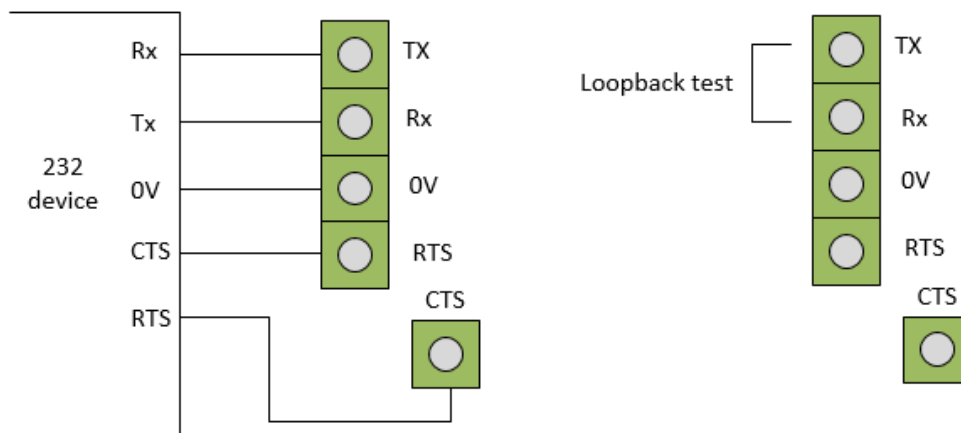 Rx
TX
Tx
Rx
0V
0V
232
device
CTS
RTS
RTS
CTS
Loopback test
TX
Rx
0V
RTS
CTS